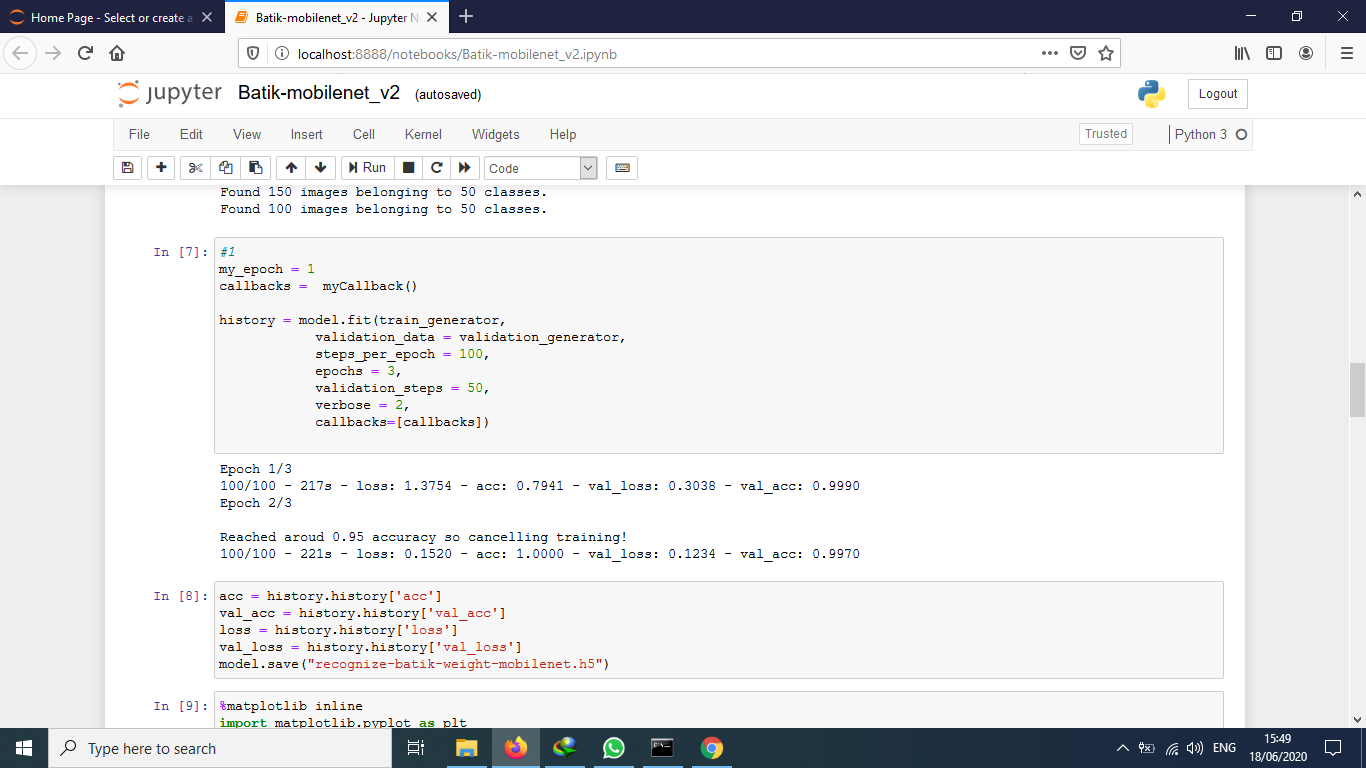 Home Page - Select or create a
Batik-mobilenet_v2 - Jupyter N
localhost:8888/notebooks/Batik-mobilenet_v2.ipynb
jupyter Batik-mobilenet_v2 (autosaved)
Logout
File Edit View Insert Cell Kernel Widgets Help
Trusted
Python 3
Run
Code
Found 150 images belonging to 50 classes.
Found 100 images belonging to 50 classes.
In [7]:
#1
my_epoch = 1
callbacks =  myCallback()
history = model.fit(train_generator,
validation_data = validation_generator,
steps_per_epoch = 100,
epochs = 3,
validation_steps = 50,
verbose = 2,
callbacks=[callbacks])
Epoch 1/3
100/100 - 217s - loss: 1.3754 - acc: 0.7941 - val_loss: 0.3038 - val_acc: 0.9990
Epoch 2/3
Reached aroud 0.95 accuracy so cancelling training!
100/100 - 221s - loss: 0.1520 - acc: 1.0000 - val_loss: 0.1234 - val_acc: 0.9970
In [8]:
acc = history.history['acc']
val_acc = history.history['val_acc']
loss = history.history['loss']
val_loss = history.history['val_loss']
model.save("recognize-batik-weight-mobilenet.h5")
In [9]:
%matplotlib inline
import matplotlib.pyplot as plt
Type here to search
ENG
15:49
18/06/2020